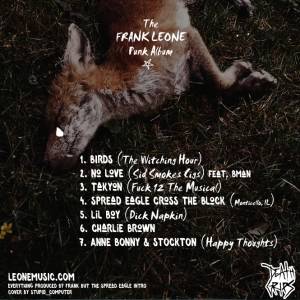 The
FRANK LEONE
Punk Album
1. BIRDS (The Witching Hour)
2. NO LOVE (Sid Smokes Cigs) FEAT. BMAN
3. TAKYON (Fuck 12 The Musical)
4. SPREAD EAGLE CROSS THE BLOCK (Monticello, IL)
5. LIL BOY (Dick Napkin)
6. CHARLIE BROWN
7. ANNE BONNY & STOCKTON (Happy Thoughts)
LEONEMUSIC.COM
EVERYTHING PRODUCED BY FRANK BUT THE SPREAD EAGLE INTRO
COVER BY STUPID_COMPUTER